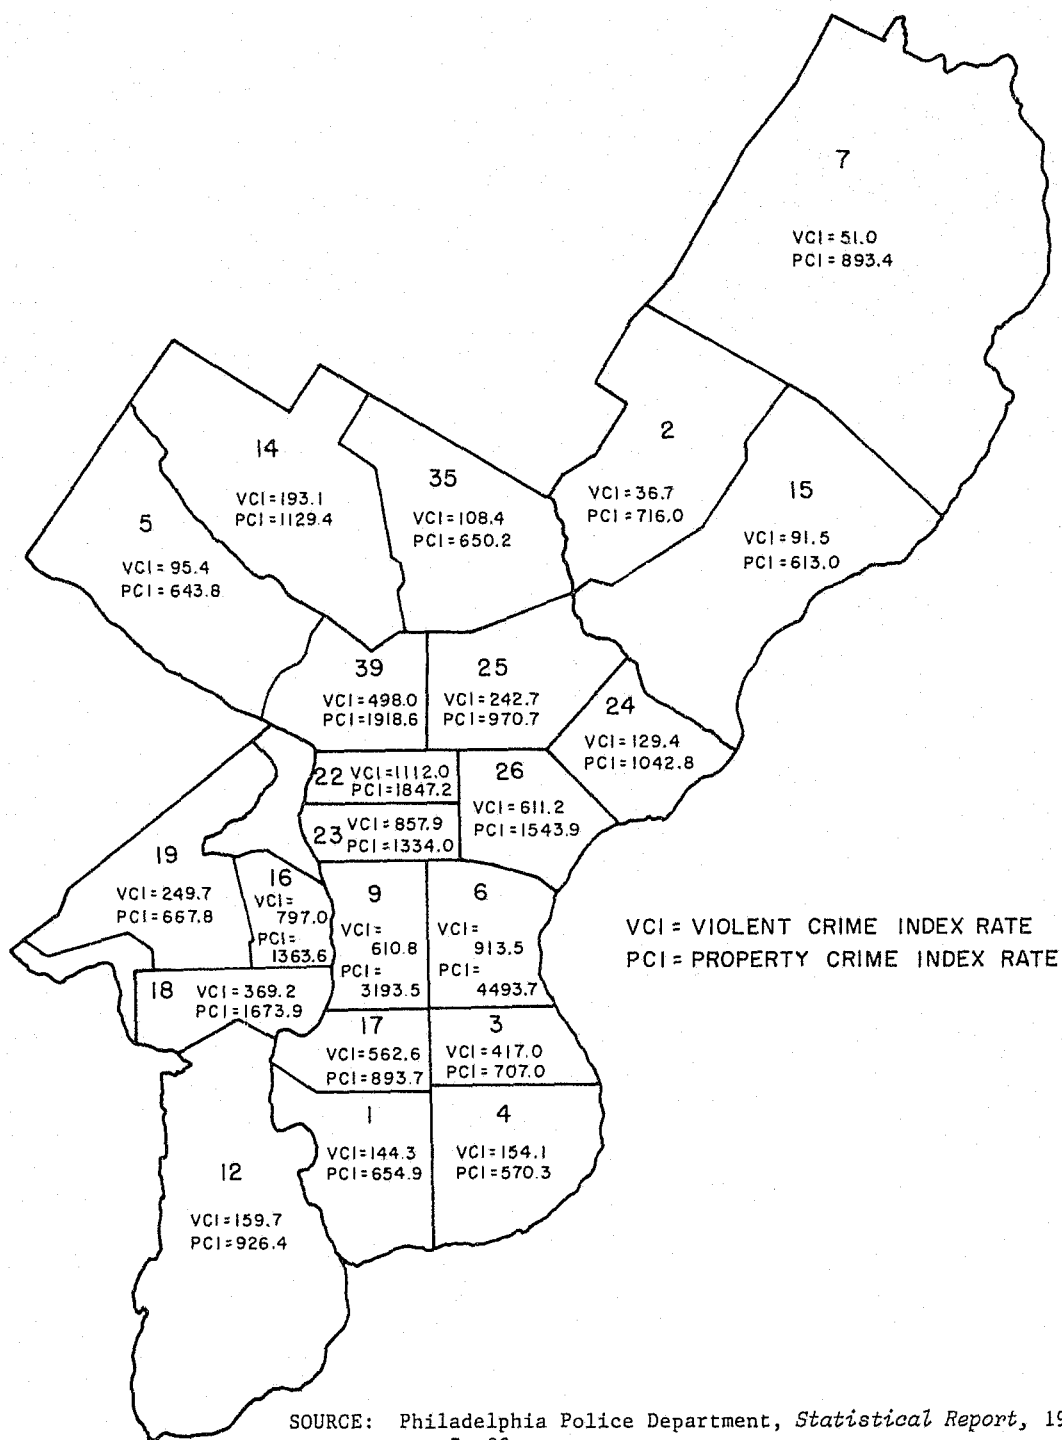 7
VCI=51.0
PCI=893.4
2
VCI=36.7
PCI=716.0
15
VCI=91.5
PCI=613.0
14
VCI=193.1
PCI=1129.4
35
VCI=108.4
PCI=650.2
5
VCI=95.4
PCI=643.8
39
VCI=498.0
PCI=1918.6
25
VCI=242.7
PCI=970.7
24
VCI=129.4
PCI=1042.8
22 VCI=1112.0
PCI=1847.2
26
VCI=611.2
PCI=1543.9
23 VCI=857.9
PCI=1334.0
19
VCI=249.7
PCI=667.8
16
VCI=
797.0
PCI=
1363.6
9
VCI=
610.8
PCI=
3193.5
6
VCI=
913.5
PCI=
4493.7
VCI= VIOLENT CRIME INDEX RATE
PCI= PROPERTY CRIME INDEX RATE
18 VCI=369.2
PCI=1673.9
17
VCI=562.6
PCI=893.7
3
VCI=417.0
PCI=707.0
1
VCI=144.3
PCI=654.9
4
VCI=154.1
PCI=570.3
12
VCI=159.7
PCI=926.4
SOURCE: Philadelphia Police Department, Statistical Report, 19